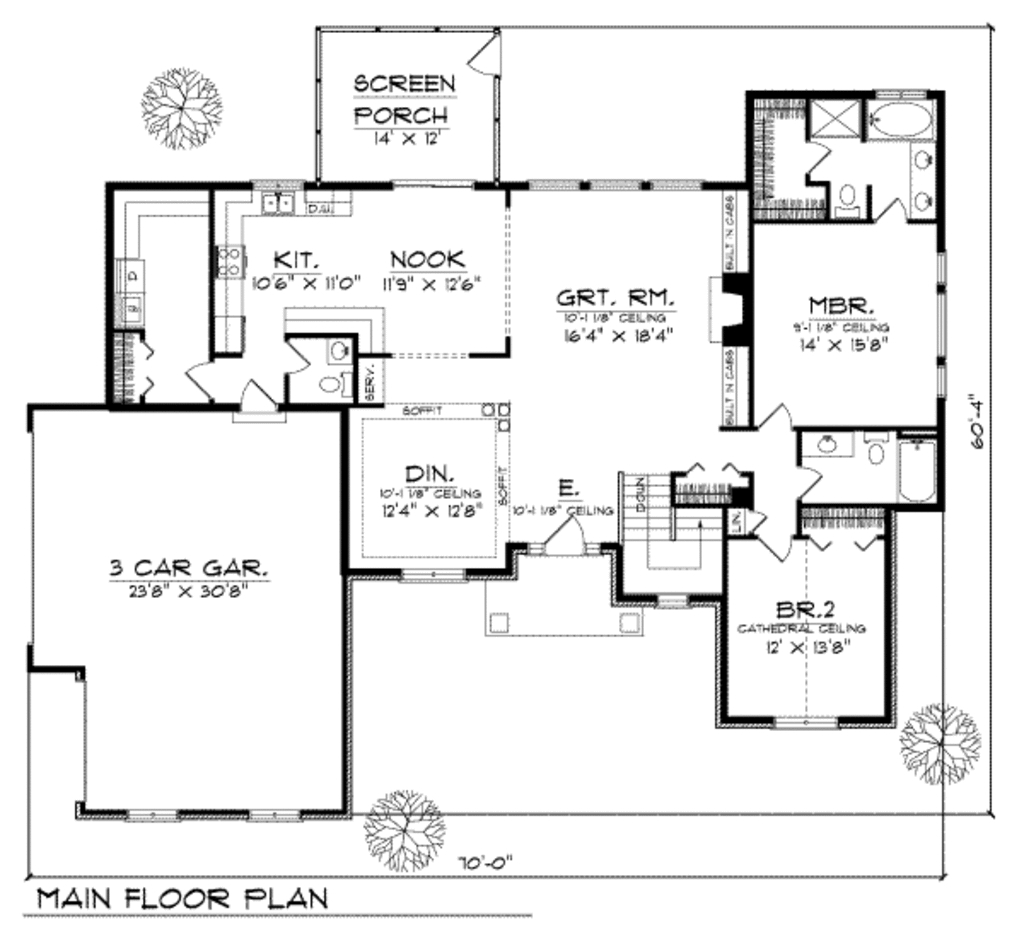 SCREEN
PORCH
14' X 12'
D.W.
BUILT IN CABS
KIT.
10'6" X 11'0"
NOOK
11'9" X 12'6"
D
GRT. RM.
10'-1 1/8" CEILING
16'4" X 18'4"
MBR.
9'-1 1/8" CEILING
14' X 15'8"
BUILT IN CABS
SERV.
SOFFIT
60'-4"
DIN.
10'-1 1/8" CEILING
12'4" X 12'8"
SOFFIT
E.
10'-1 1/8" CEILING
DOWN
LIN.
3 CAR GAR.
23'8" X 30'8"
BR.2
CATHEDRAL CEILING
12' X 13'8"
70'-0"
MAIN FLOOR PLAN